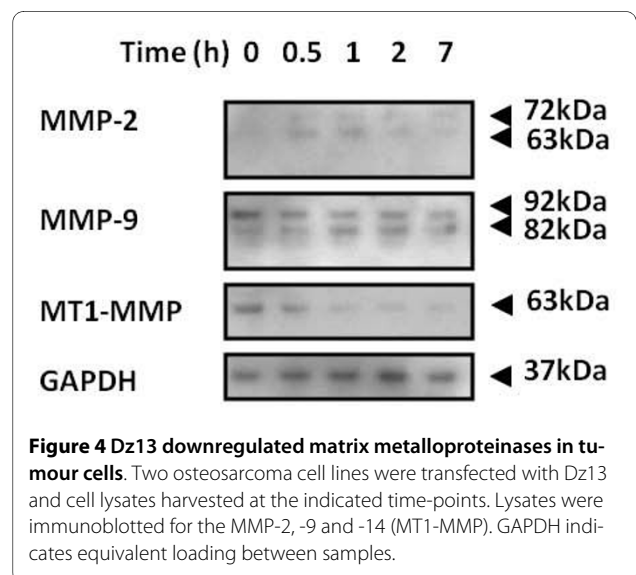 Time (h) 0 0.5 1 2 7
MMP-2
72kDa
63kDa
MMP-9
92kDa
82kDa
MT1-MMP
63kDa
GAPDH
37kDa
Figure 4 Dz13 downregulated matrix metalloproteinases in tu-
mour cells. Two osteosarcoma cell lines were transfected with Dz13
and cell lysates harvested at the indicated time-points. Lysates were
immunoblotted for the MMP-2, -9 and -14 (MT1-MMP). GAPDH indi-
cates equivalent loading between samples.